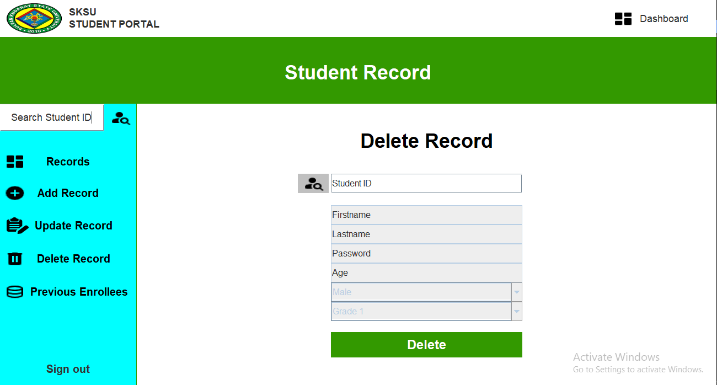 SKSU
STUDENT PORTAL
Dashboard
Student Record
Search Student ID
Records
Add Record
Update Record
Delete Record
Previous Enrollees
Sign out
Delete Record
Student ID
Firstname
Lastname
Password
Age
Male
Grade 1
Delete
Activate Windows
Go to Settings to activate Windows.